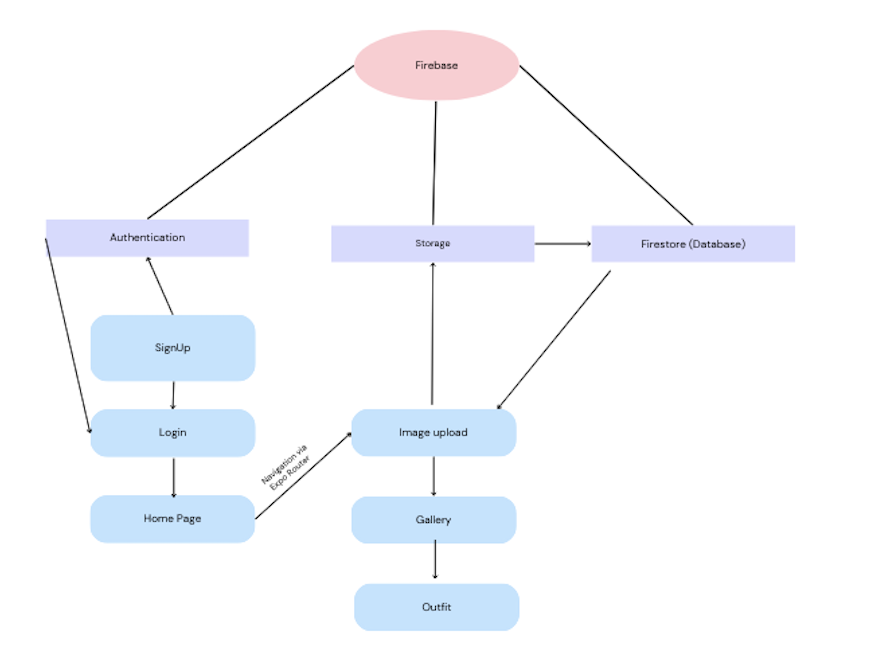 Firebase
Authentication
Storage
Firestore (Database)
SignUp
Login
Image upload
Navigation via
Expo Router
Home Page
Gallery
Outfit